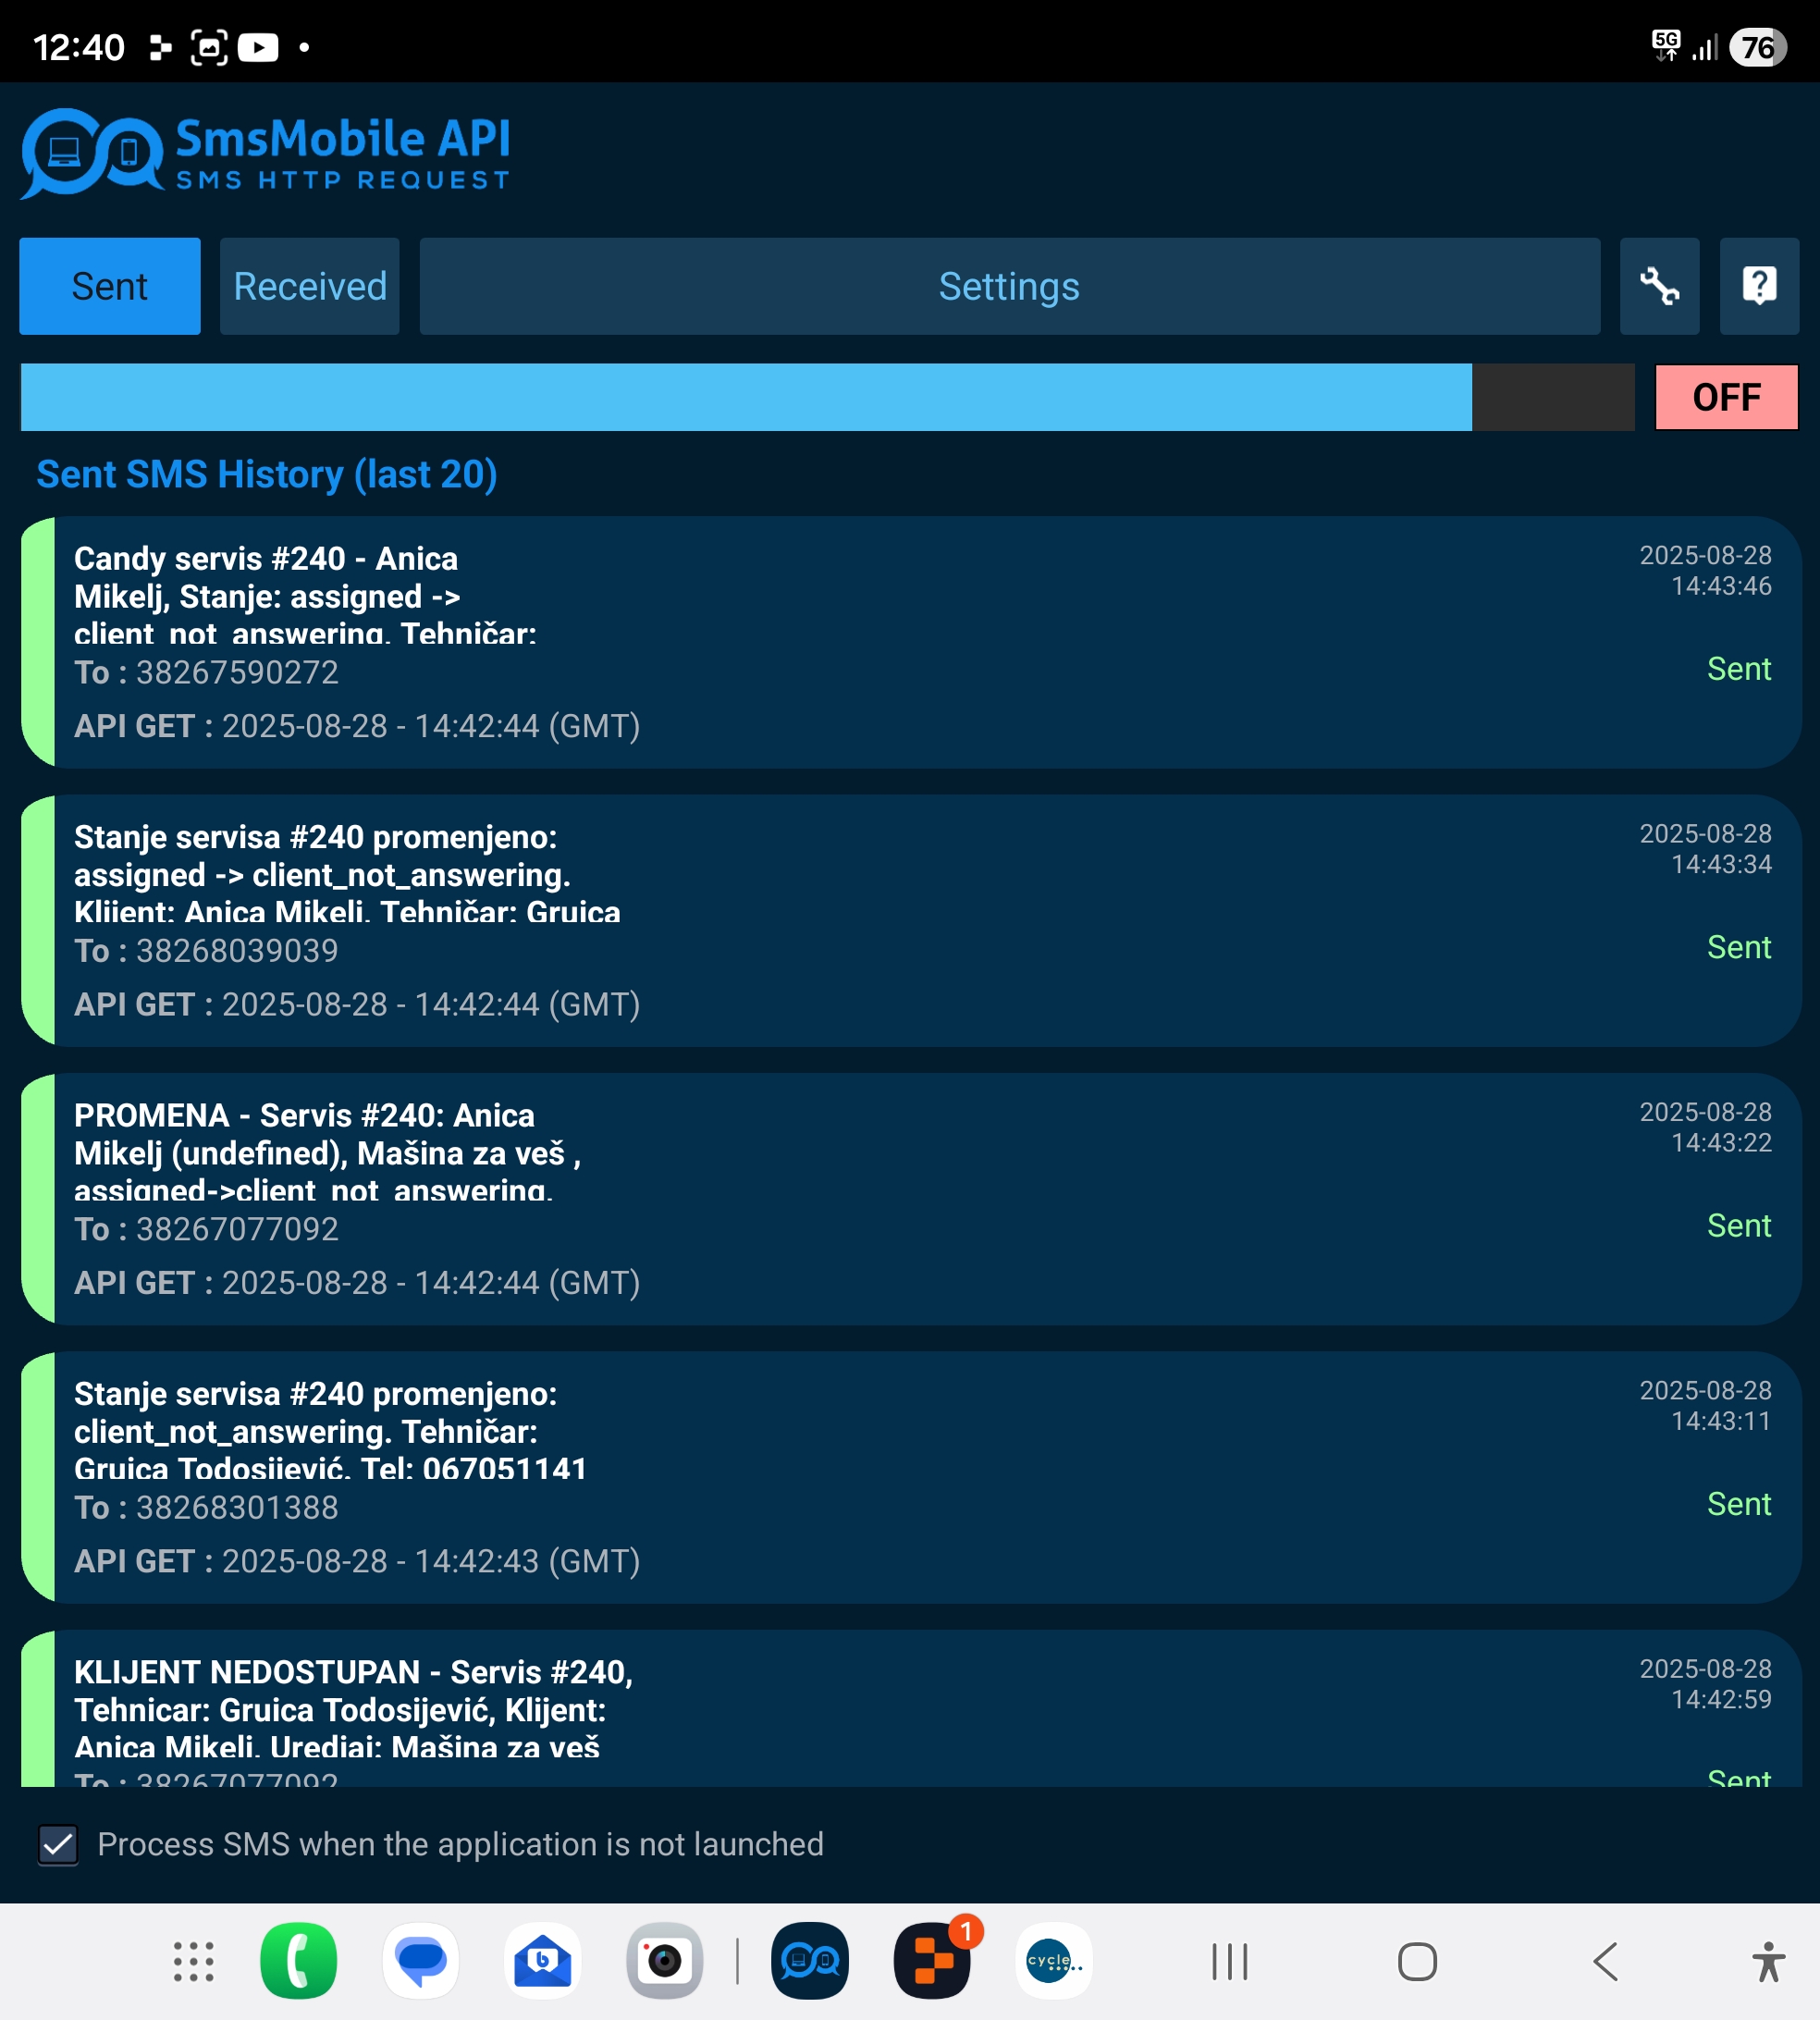 12:40
5G
76
SmsMobile API
SMS HTTP REQUEST
Sent
Received
Settings
OFF
Sent SMS History (last 20)
Candy servis #240 - Anica
Mikelj, Stanje: assigned ->
client_not_answering. Tehničar:
2025-08-28
14:43:46
To : 38267590272
Sent
API GET : 2025-08-28 - 14:42:44 (GMT)
Stanje servisa #240 promenjeno:
assigned -> client_not_answering.
Klijent: Anica Mikelj. Tehničar: Gruica
2025-08-28
14:43:34
To : 38268039039
Sent
API GET : 2025-08-28 - 14:42:44 (GMT)
PROMENA - Servis #240: Anica
Mikelj (undefined), Mašina za veš ,
assigned->client_not_answering.
2025-08-28
14:43:22
To : 38267077092
Sent
API GET : 2025-08-28 - 14:42:44 (GMT)
Stanje servisa #240 promenjeno:
client_not_answering. Tehničar:
Gruica Todosijević. Tel: 067051141
2025-08-28
14:43:11
To : 38268301388
Sent
API GET : 2025-08-28 - 14:42:43 (GMT)
KLIJENT NEDOSTUPAN - Servis #240,
Tehnicar: Gruica Todosijević, Klijent:
Anica Mikelj. Uredjaj: Mašina za veš
2025-08-28
14:42:59
To : 38267077092
Sent
Process SMS when the application is not launched
1
cycle